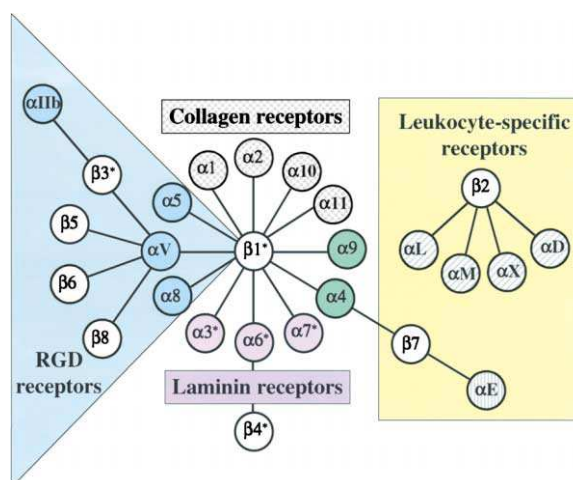 αIIb
β3*
β5
αV
β6
β8
RGD
receptors
α5
α8
Collagen receptors
α1
α2
α10
α11
β1*
α9
α4
α3*
α6*
α7*
Laminin receptors
β4*
Leukocyte-specific
receptors
β2
αL
αM
αX
αD
β7
αE